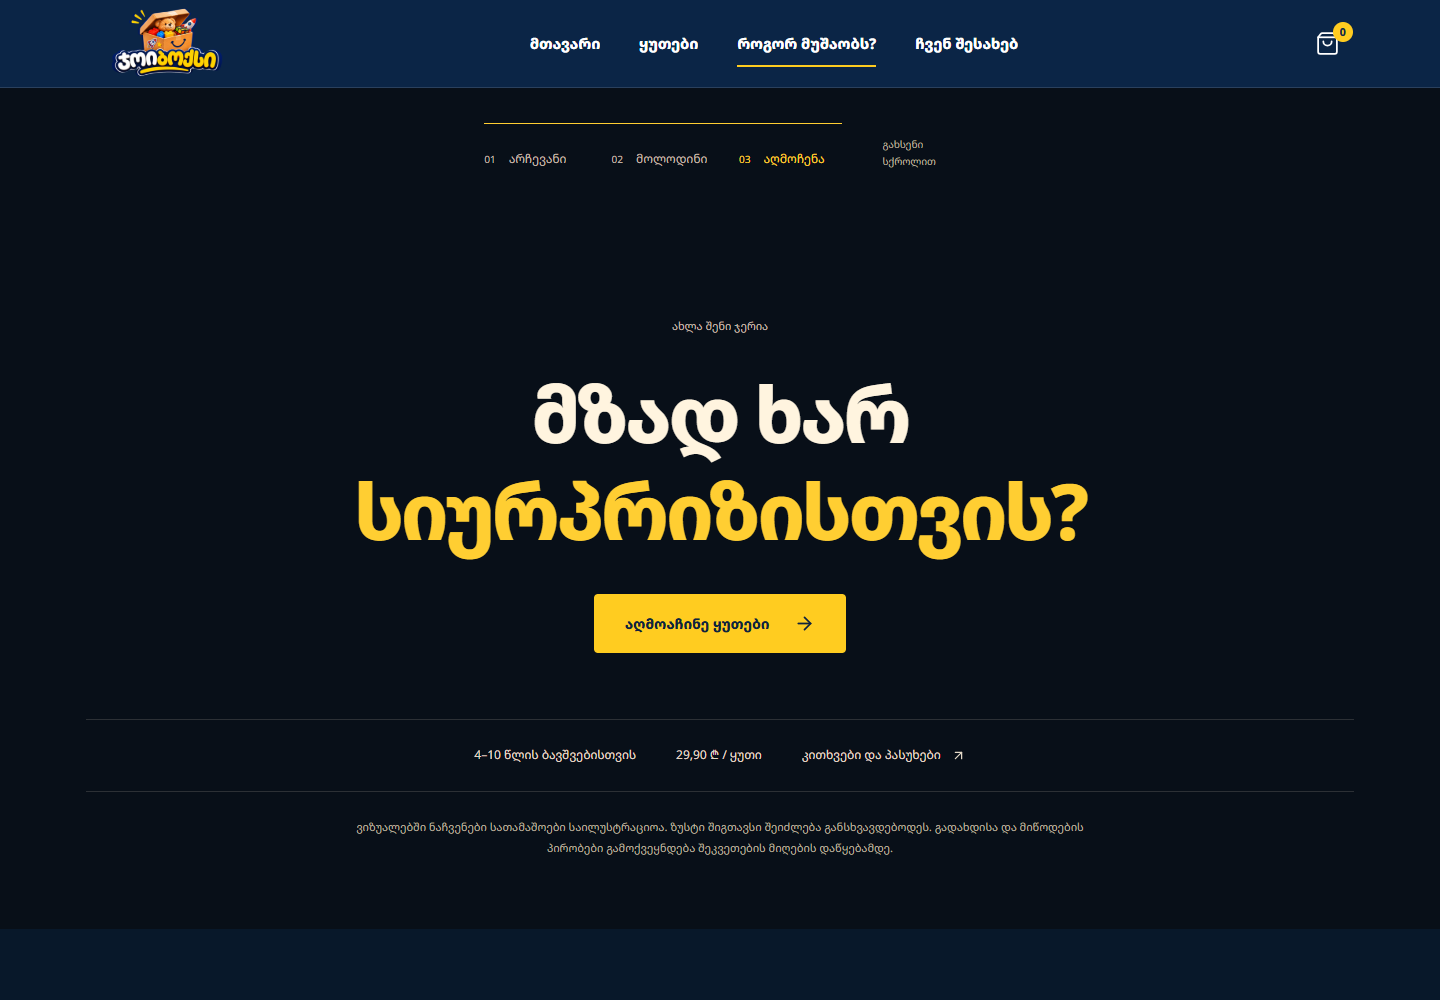 ჯოიბოქსი
მთავარი
ყუთები
როგორ მუშაობს?
ჩვენ შესახებ
0
01 არჩევანი
02 მოლოდინი
03 აღმოჩენა
გახსენი
სქროლით
ახლა შენი ჯერია
მზად ხარ
სიურპრიზისთვის?
აღმოაჩინე ყუთები
4–10 წლის ბავშვებისთვის
29,90 ₾ / ყუთი
კითხვები და პასუხები
ვიზუალებში ნაჩვენები სათამაშოები საილუსტრაციოა. ზუსტი შიგთავსი შეიძლება განსხვავდებოდეს. გადახდისა და მიწოდების
პირობები გამოქვეყნდება შეკვეთების მიღების დაწყებამდე.